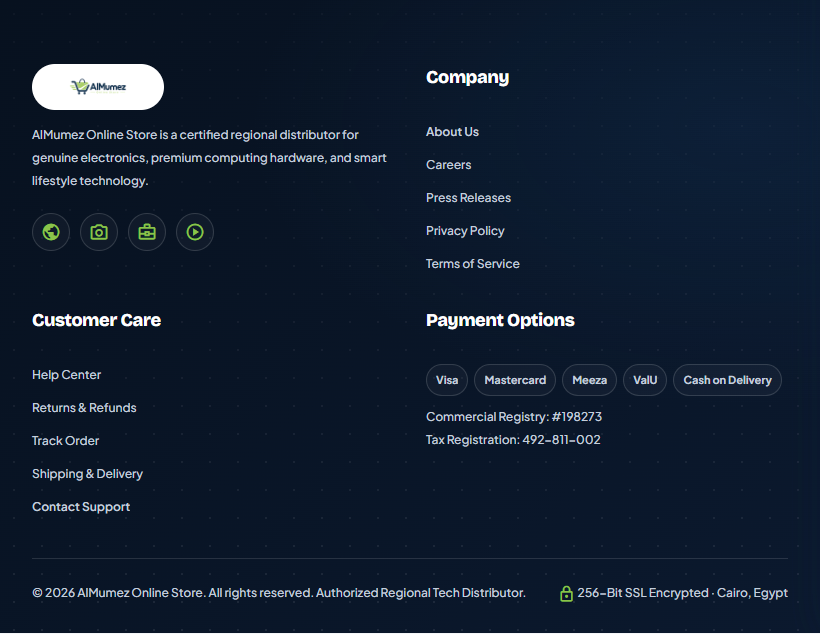 AlMumez
AlMumez Online Store is a certified regional distributor for
genuine electronics, premium computing hardware, and smart
lifestyle technology.
Company
About Us
Careers
Press Releases
Privacy Policy
Terms of Service
Customer Care
Help Center
Returns & Refunds
Track Order
Shipping & Delivery
Contact Support
Payment Options
Visa Mastercard Meeza ValU Cash on Delivery
Commercial Registry: #198273
Tax Registration: 492-811-002
© 2026 AlMumez Online Store. All rights reserved. Authorized Regional Tech Distributor.
256-Bit SSL Encrypted · Cairo, Egypt